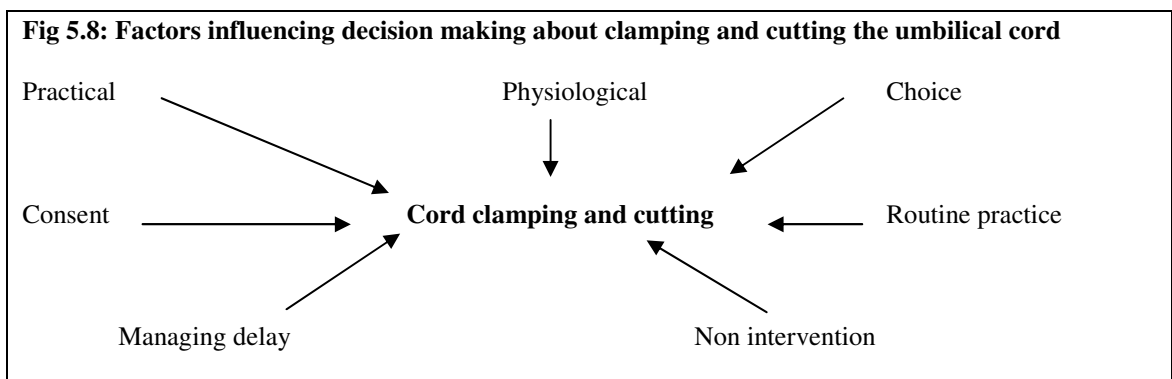 Fig 5.8: Factors influencing decision making about clamping and cutting the umbilical cord
Practical Physiological Choice
Consent Cord clamping and cutting Routine practice
Managing delay Non intervention